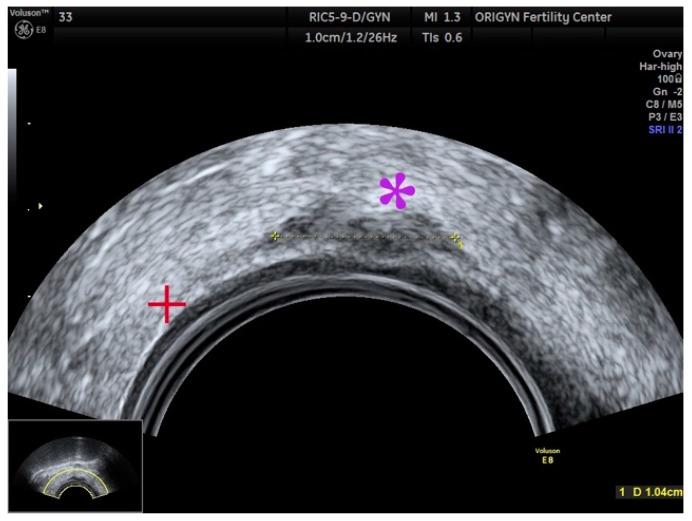 Voluson™
E8
33
RIC5-9-D/GYN
MI 1.3
ORIGYN Fertility Center
1.0cm/1.2/26Hz
TIs 0.6
Ovary
Har-high
100
Gn -2
C8 / M5
P3 / E3
SRI II 2
1
Voluson
E8
1 D 1.04cm